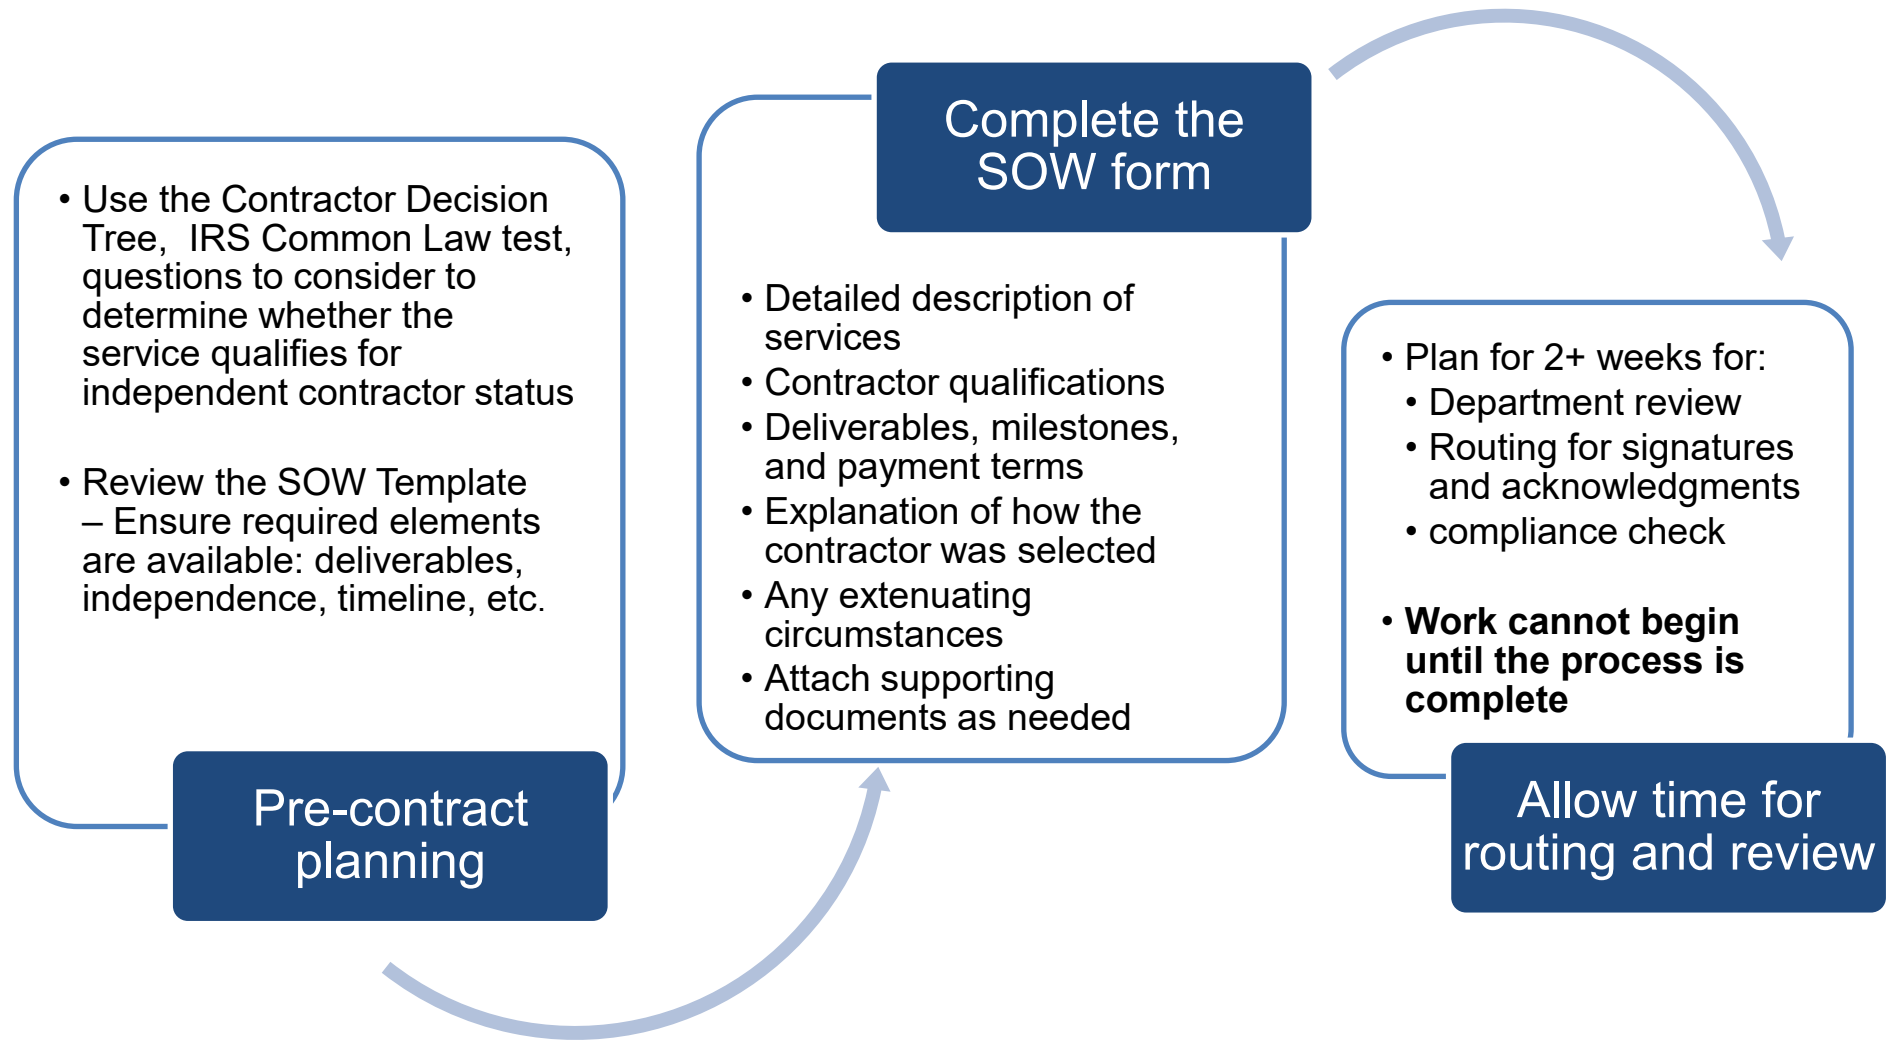 • Use the Contractor Decision
Tree,  IRS Common Law test,
questions to consider to
determine whether the
service qualifies for
independent contractor status
• Review the SOW Template
– Ensure required elements
are available: deliverables,
independence, timeline, etc.
Pre-contract
planning
Complete the
SOW form
• Detailed description of
services
• Contractor qualifications
• Deliverables, milestones,
and payment terms
• Explanation of how the
contractor was selected
• Any extenuating
circumstances
• Attach supporting
documents as needed
• Plan for 2+ weeks for:
• Department review
• Routing for signatures
and acknowledgments
• compliance check
• Work cannot begin
until the process is
complete
Allow time for
routing and review